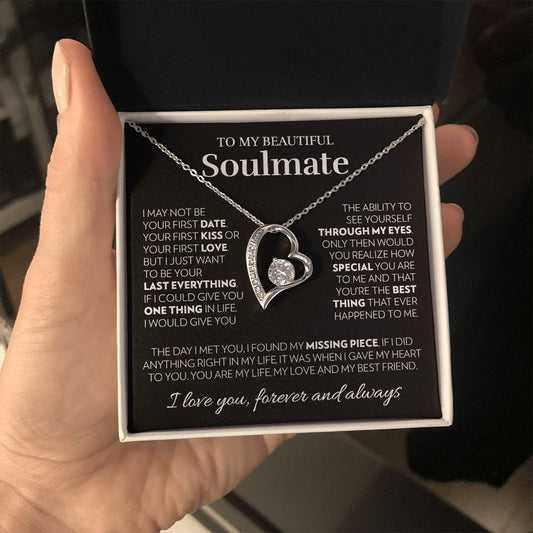 TO MY BEAUTIFUL
Soulmate
I MAY NOT BE
YOUR FIRST DATE,
YOUR FIRST KISS OR
YOUR FIRST LOVE.
BUT I JUST WANT
TO BE YOUR
LAST EVERYTHING.
IF I COULD GIVE YOU
ONE THING IN LIFE,
I WOULD GIVE YOU
THE ABILITY TO
SEE YOURSELF
THROUGH MY EYES.
ONLY THEN WOULD
YOU REALIZE HOW
SPECIAL YOU ARE
TO ME AND THAT
YOU'RE THE BEST
THING THAT EVER
HAPPENED TO ME.
THE DAY I MET YOU, I FOUND MY MISSING PIECE. IF I DID
ANYTHING RIGHT IN MY LIFE, IT WAS WHEN I GAVE MY HEART
TO YOU. YOU ARE MY LIFE, MY LOVE AND MY BEST FRIEND.
I love you, forever and always